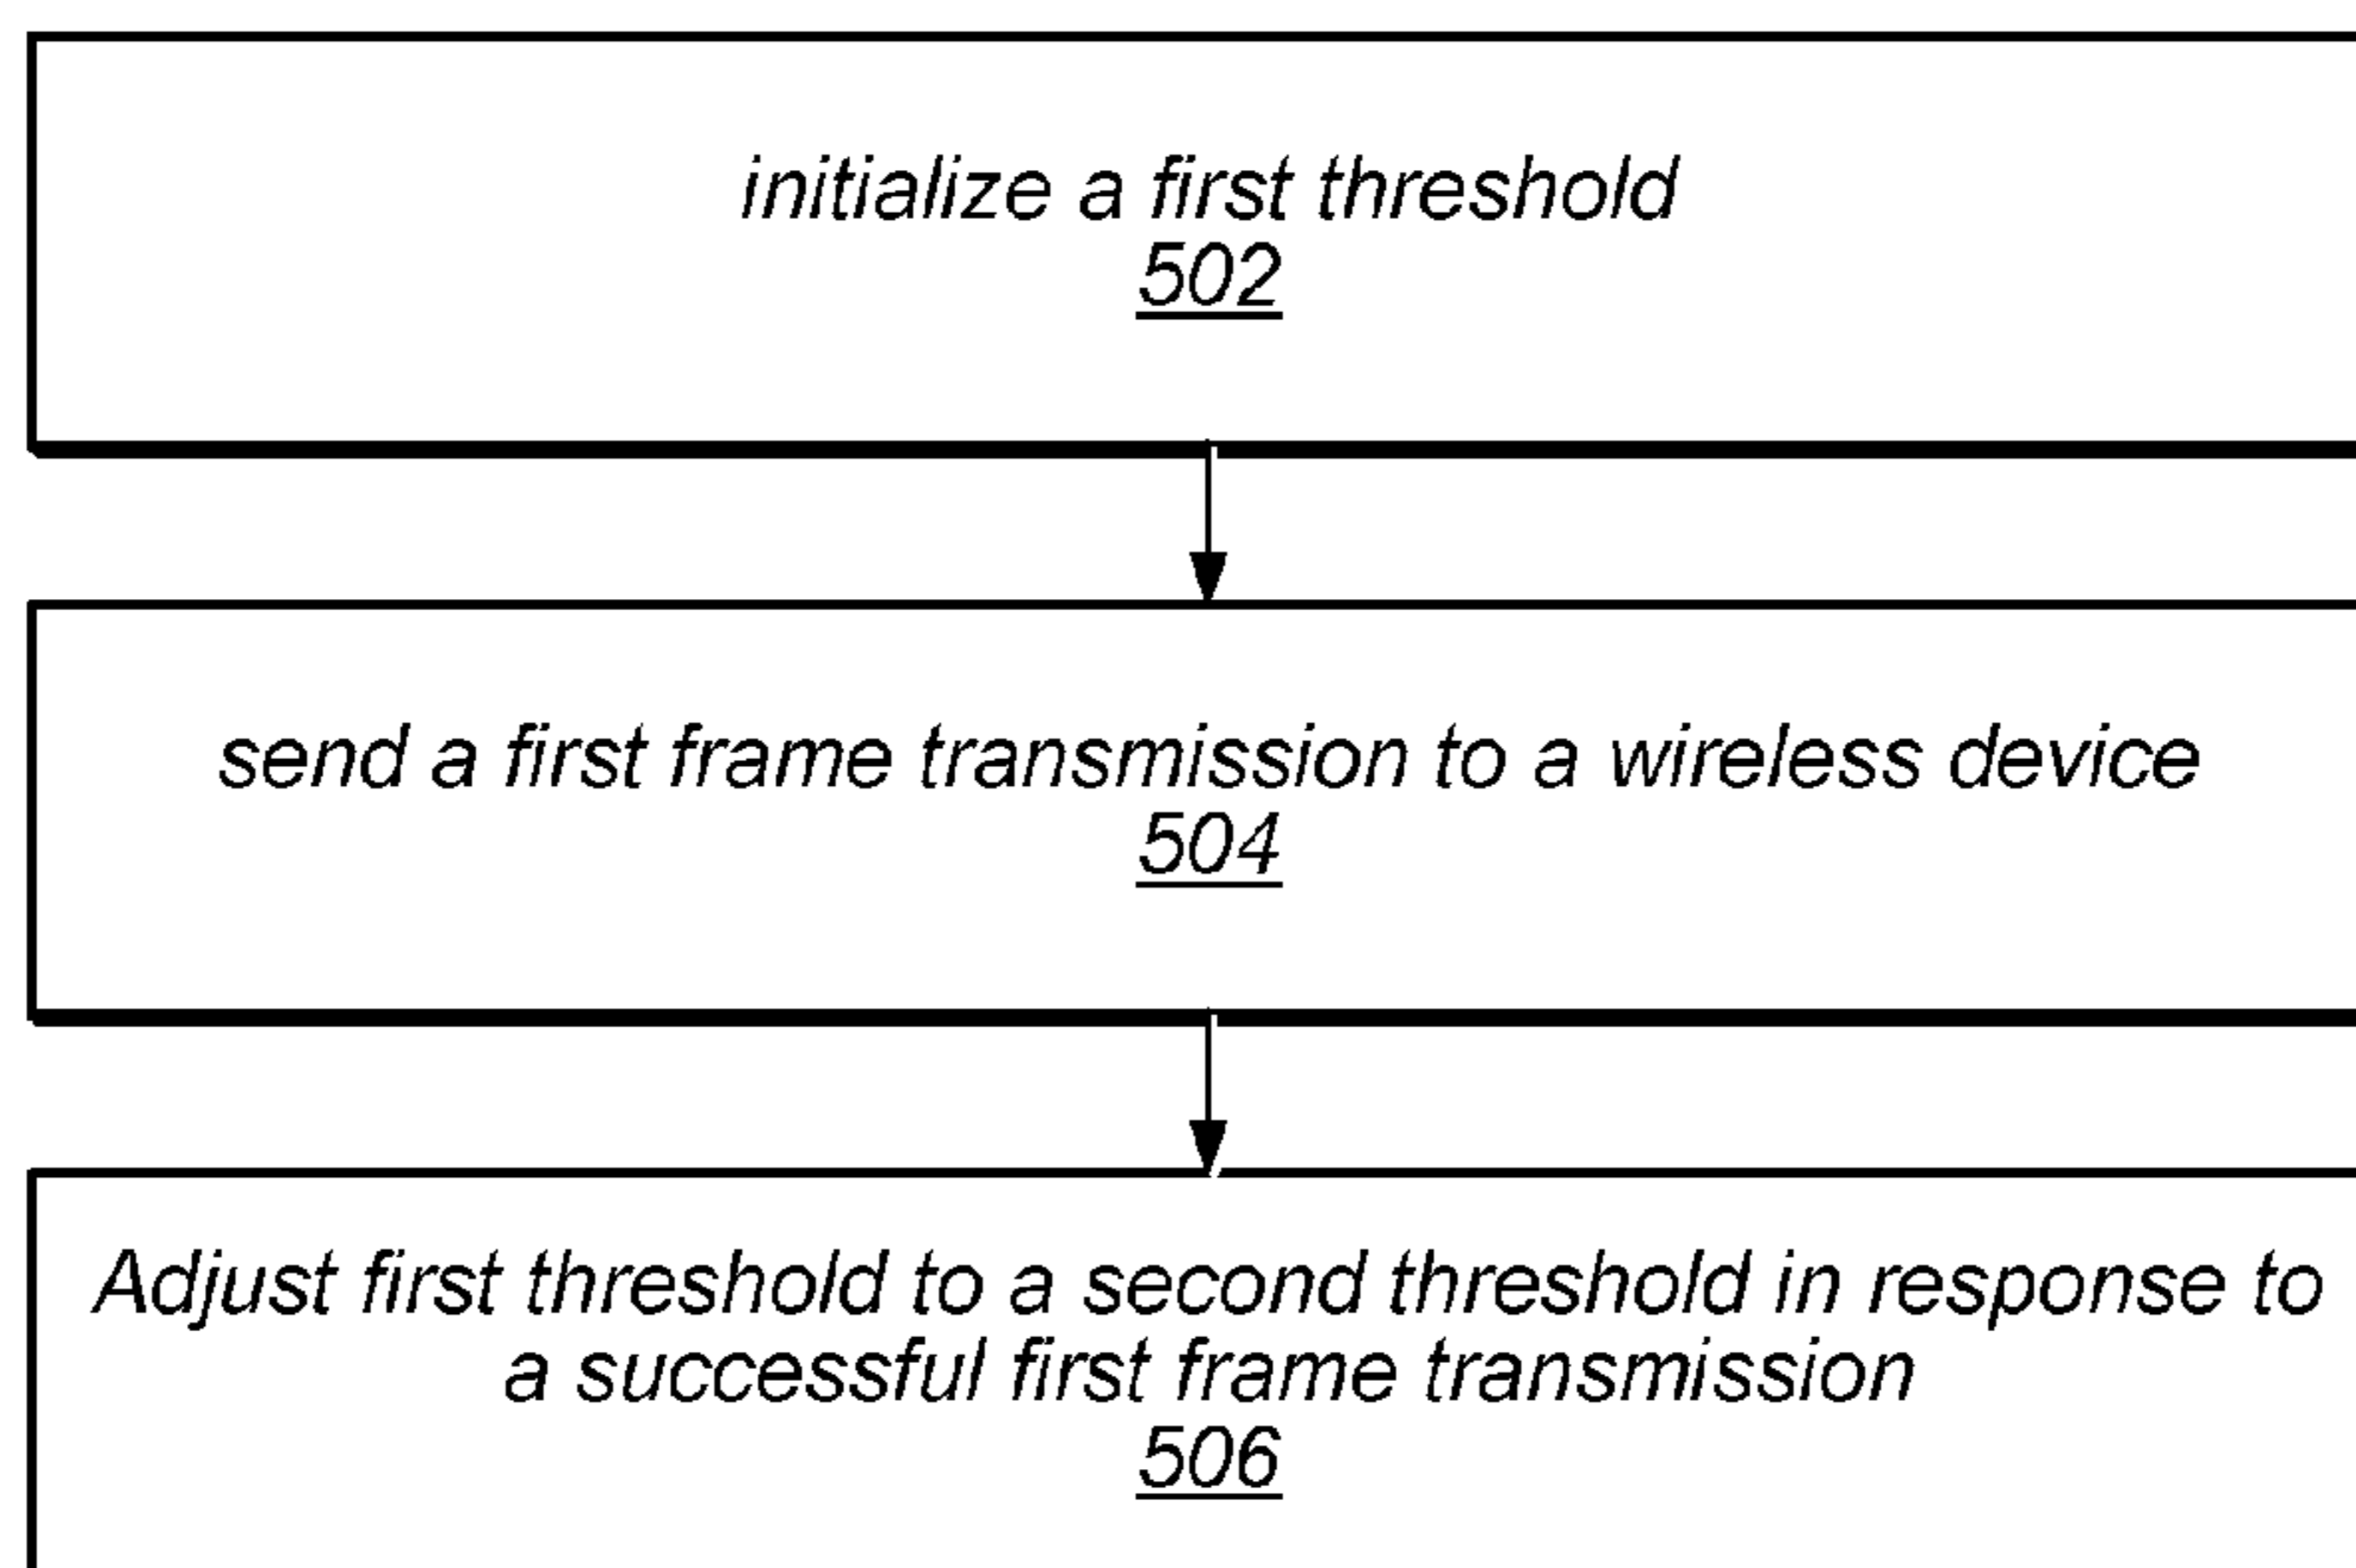 initialize a first threshold
502
send a first frame transmission to a wireless device
504
Adjust first threshold to a second threshold in response to
a successful first frame transmission
506